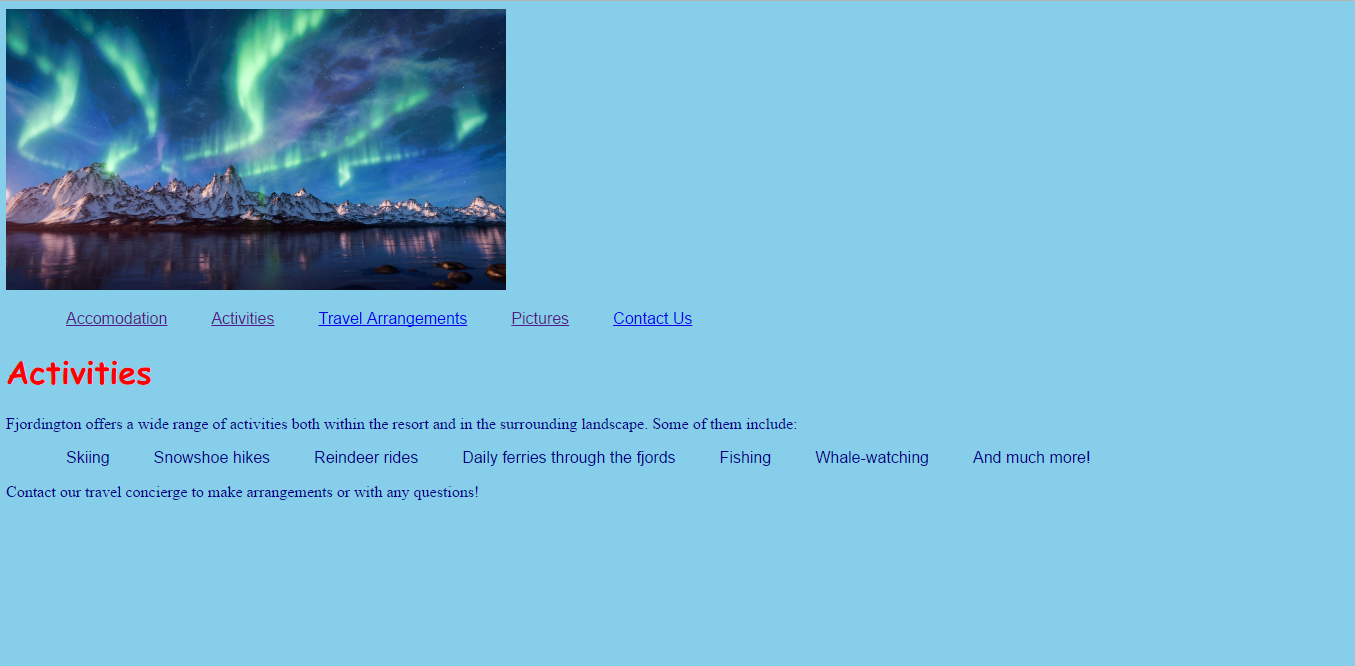 Accomodation Activities Travel Arrangements Pictures Contact Us
Activities
Fjordington offers a wide range of activities both within the resort and in the surrounding landscape. Some of them include:
Skiing Snowshoe hikes Reindeer rides Daily ferries through the fjords Fishing Whale-watching And much more!
Contact our travel concierge to make arrangements or with any questions!